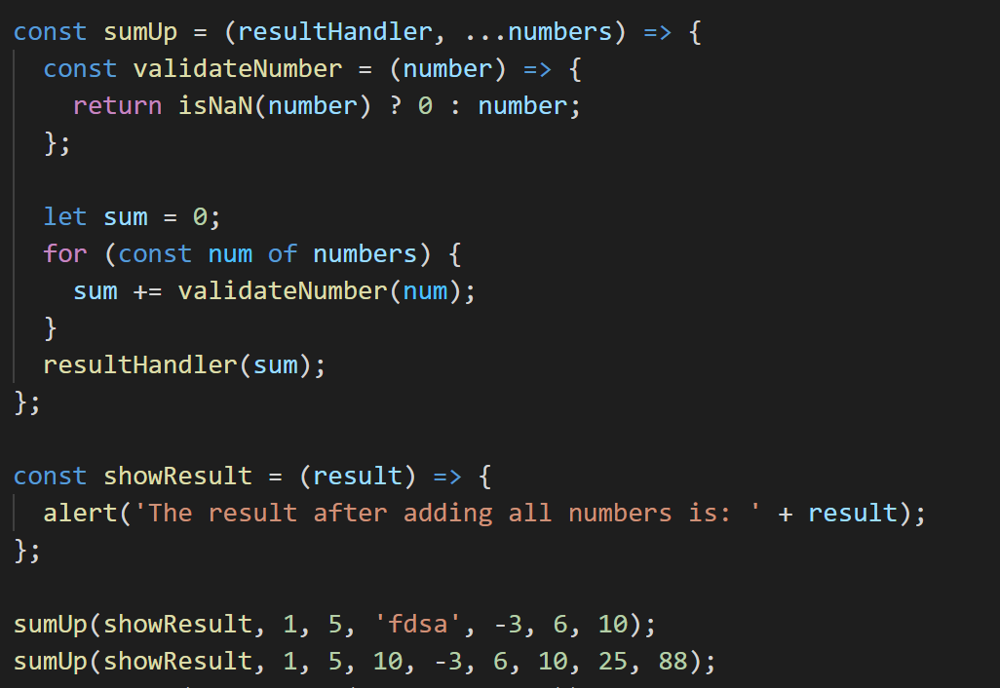 const sumUp = (resultHandler, ...numbers) => {
  const validateNumber = (number) => {
    return isNaN(number) ? 0 : number;
  };

  let sum = 0;
  for (const num of numbers) {
    sum += validateNumber(num);
  }
  resultHandler(sum);
};

const showResult = (result) => {
  alert('The result after adding all numbers is: ' + result);
};

sumUp(showResult, 1, 5, 'fdsa', -3, 6, 10);
sumUp(showResult, 1, 5, 10, -3, 6, 10, 25, 88);